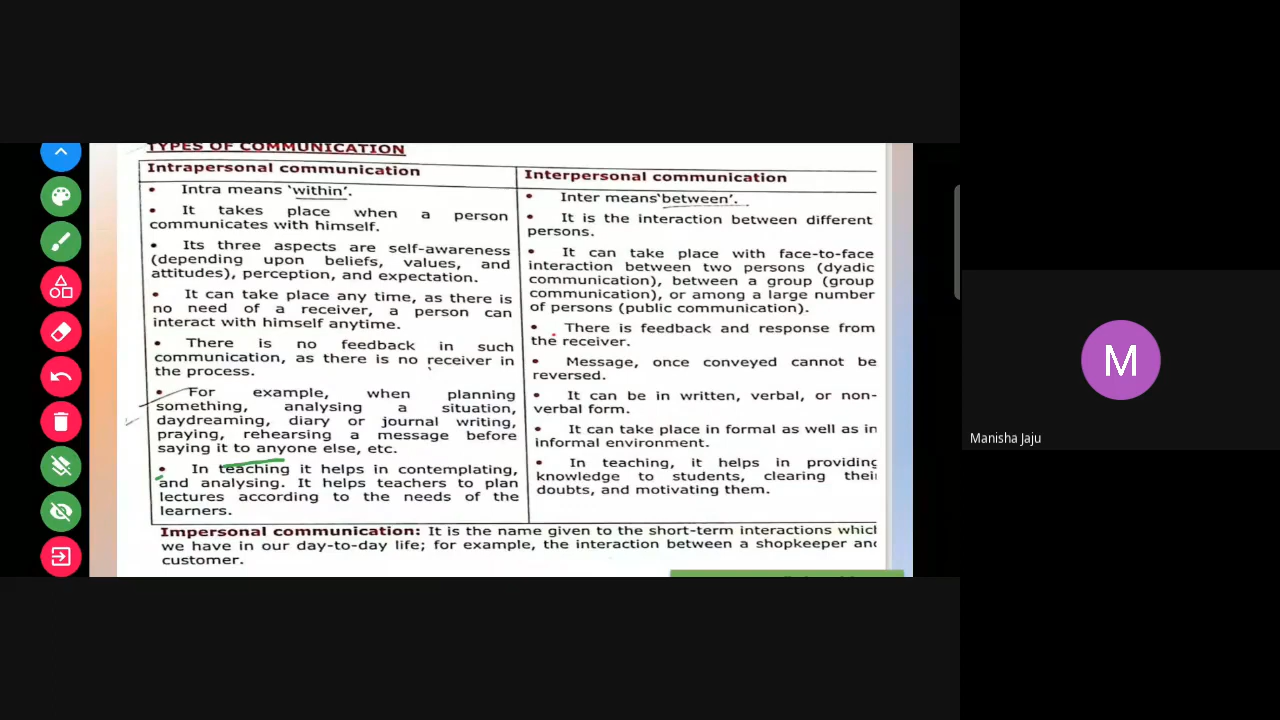 TYPES OF COMMUNICATION
Intrapersonal communication
• Intra means ‘within’.
• It takes place when a person
communicates with himself.
• Its three aspects are self-awareness
(depending upon beliefs, values, and
attitudes), perception, and expectation.
• It can take place any time, as there is
no need of a receiver, a person can
interact with himself anytime.
• There is no feedback in such
communication, as there is no receiver in
the process.
• For example, when planning
something, analysing a situation,
daydreaming, diary or journal writing,
praying, rehearsing a message before
saying it to anyone else, etc.
• In teaching it helps in contemplating,
and analysing. It helps teachers to plan
lectures according to the needs of the
learners.
Interpersonal communication
• Inter means‘between’.
• It is the interaction between different
persons.
• It can take place with face-to-face
interaction between two persons (dyadic
communication), between a group (group
communication), or among a large number
of persons (public communication).
• There is feedback and response from
the receiver.
• Message, once conveyed cannot be
reversed.
• It can be in written, verbal, or non-
verbal form.
• It can take place in formal as well as in
informal environment.
• In teaching, it helps in providing
knowledge to students, clearing their
doubts, and motivating them.
Impersonal communication: It is the name given to the short-term interactions which
we have in our day-to-day life; for example, the interaction between a shopkeeper and
customer.
M
Manisha Jaju